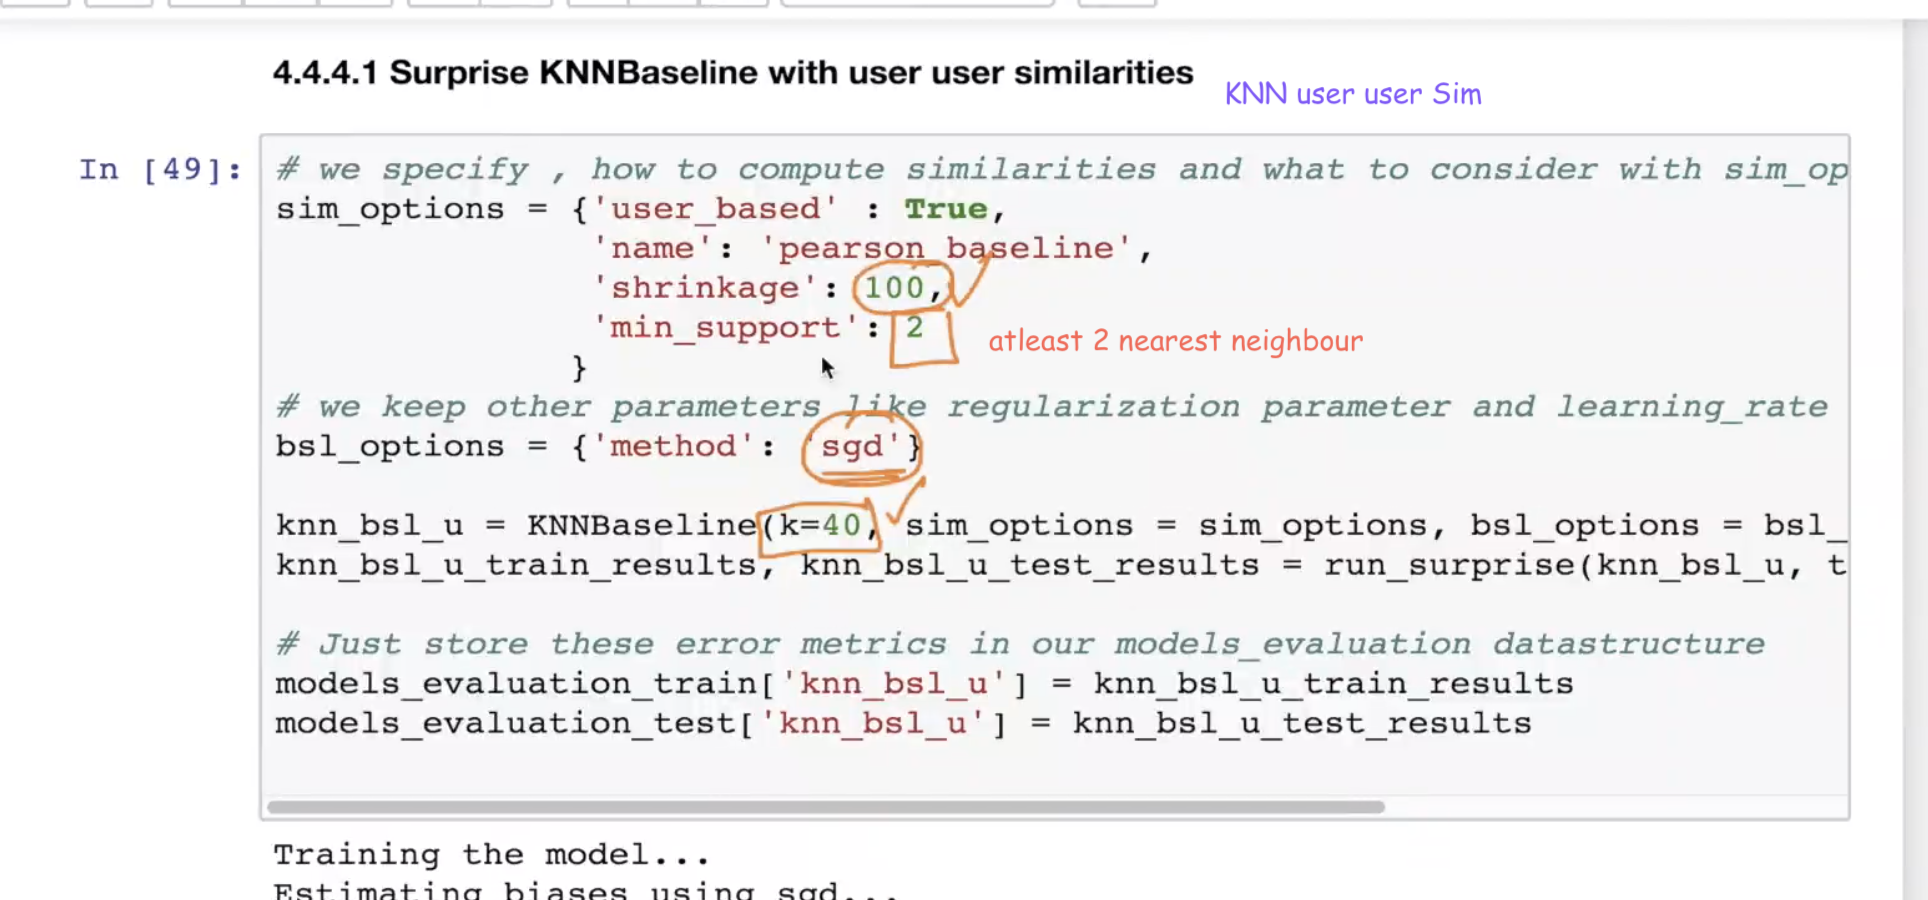 4.4.4.1 Surprise KNNBaseline with user user similarities
KNN user user Sim
In [49]:
# we specify , how to compute similarities and what to consider with sim_op
sim_options = {'user_based' : True,
'name': 'pearson_baseline',
'shrinkage': 100,
'min_support': 2
atleast 2 nearest neighbour
}
# we keep other parameters like regularization parameter and learning_rate
bsl_options = {'method': 'sgd'}
knn_bsl_u = KNNBaseline(k=40, sim_options = sim_options, bsl_options = bsl_
knn_bsl_u_train_results, knn_bsl_u_test_results = run_surprise(knn_bsl_u, t
# Just store these error metrics in our models_evaluation datastructure
models_evaluation_train['knn_bsl_u'] = knn_bsl_u_train_results
models_evaluation_test['knn_bsl_u'] = knn_bsl_u_test_results
Training the model...
Estimating biases using sgd...